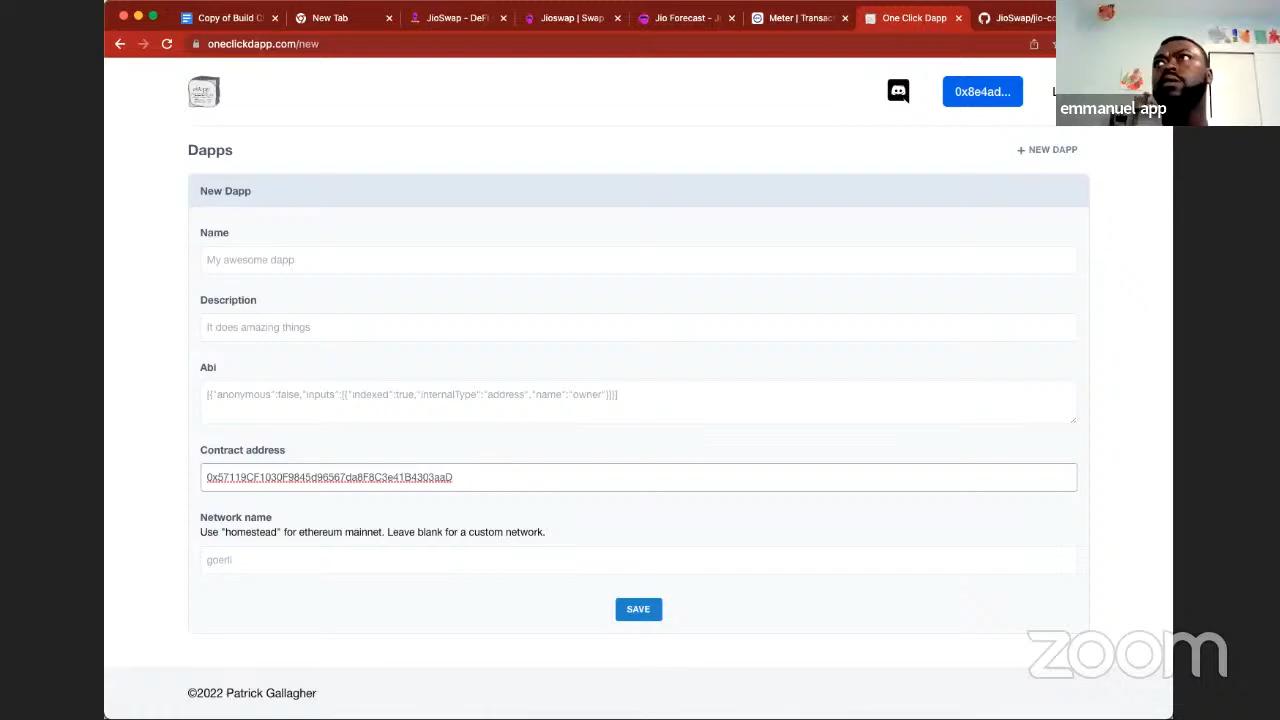 Copy of Build C
New Tab
JioSwap - DeFi
Jioswap | Swap
Jio Forecast - J
Meter | Transac
One Click Dapp
JioSwap/jio-co
oneclickdapp.com/new
0x8e4ad...
emmanuel app
Dapps
+ NEW DAPP
New Dapp
Name
My awesome dapp
Description
It does amazing things
Abi
[{"anonymous":false,"inputs":[{"indexed":true,"internalType":"address","name":"owner"}]}]
Contract address
0x57119CF1030F9845d96567da8F8C3e41B4303aaD
Network name
Use "homestead" for ethereum mainnet. Leave blank for a custom network.
goerli
SAVE
zoom
©2022 Patrick Gallagher